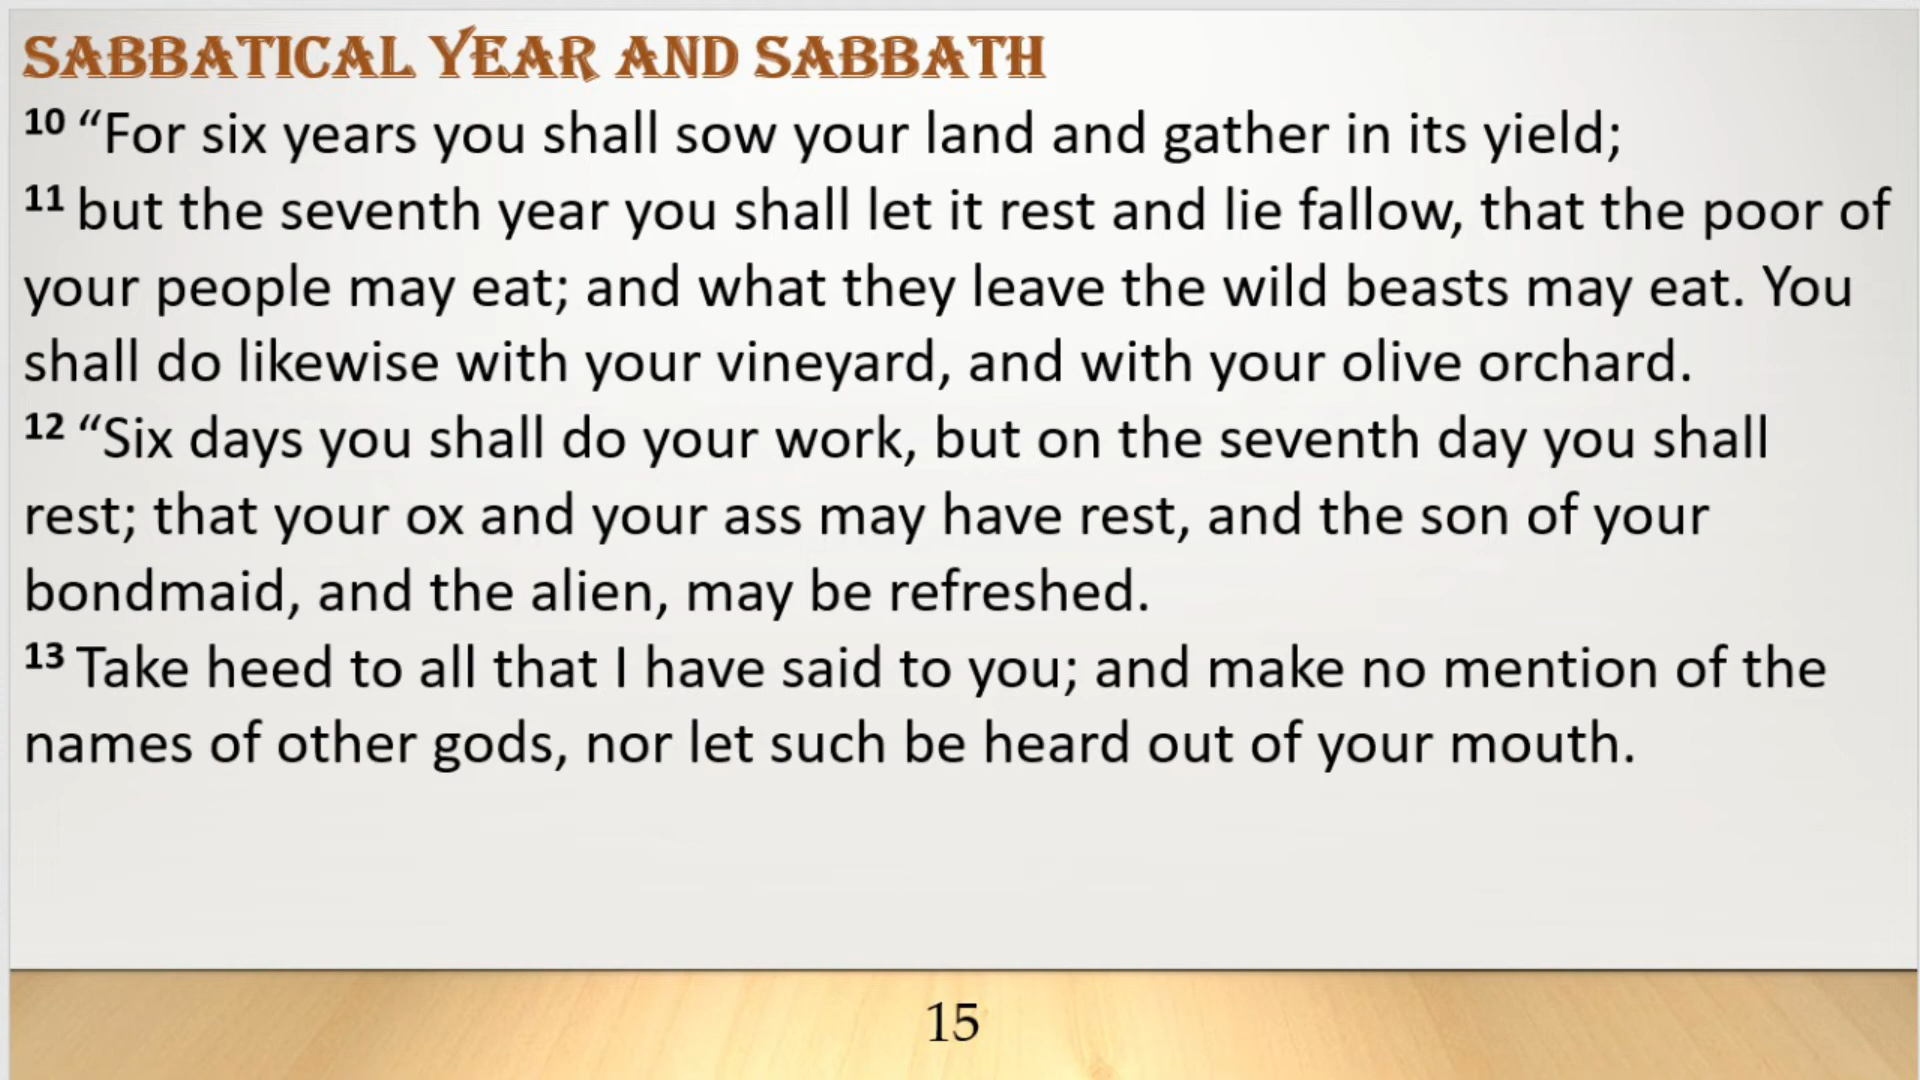 SABBATICAL YEAR AND SABBATH
10 “For six years you shall sow your land and gather in its yield;
11 but the seventh year you shall let it rest and lie fallow, that the poor of
your people may eat; and what they leave the wild beasts may eat. You
shall do likewise with your vineyard, and with your olive orchard.
12 “Six days you shall do your work, but on the seventh day you shall
rest; that your ox and your ass may have rest, and the son of your
bondmaid, and the alien, may be refreshed.
13 Take heed to all that I have said to you; and make no mention of the
names of other gods, nor let such be heard out of your mouth.
15